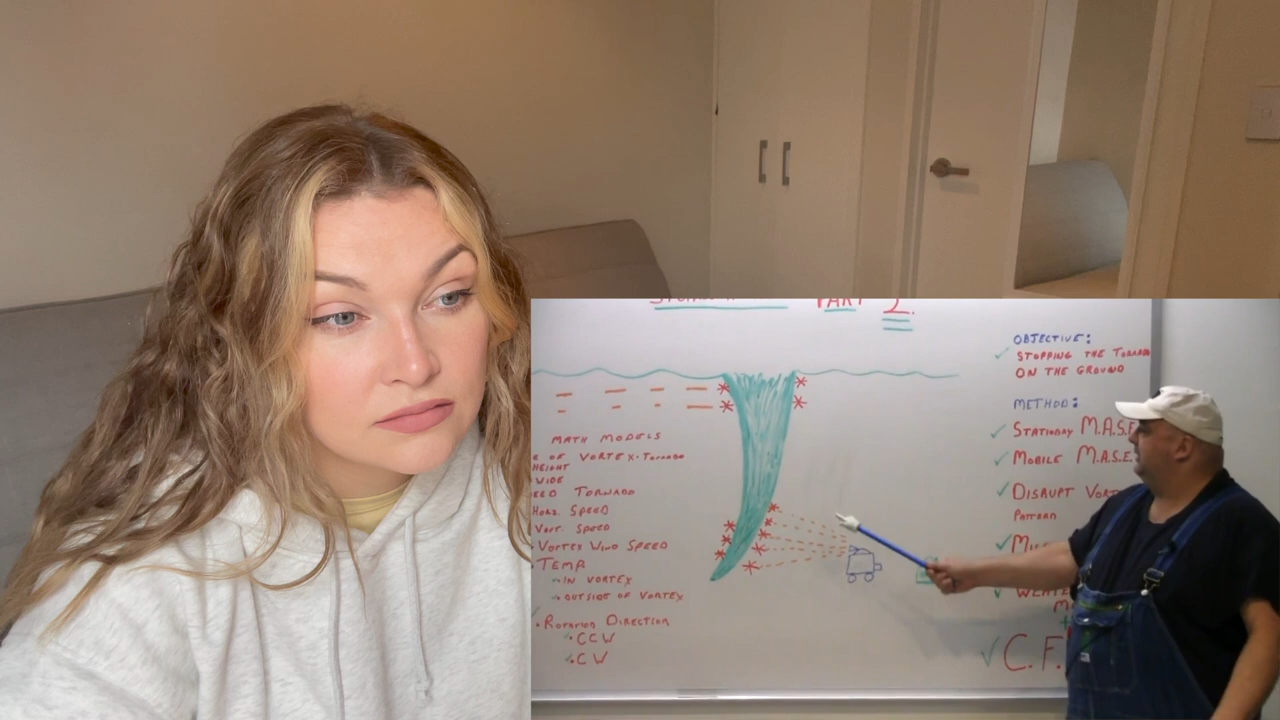 PART 2.
OBJECTIVE:
STOPPING THE TORNADO
ON THE GROUND
METHOD:
STATIONARY M.A.S.E
MOBILE M.A.S.E.
DISRUPT
PATTERN
C.F.
MATH MODELS
OF VORTEX-TORNADO
HEIGHT
WIDE
TORNADO
HORZ. SPEED
VERT. SPEED
VORTEX WIND SPEED
TEMP
IN VORTEX
OUTSIDE OF VORTEX
ROTATION DIRECTION
CCW
CW